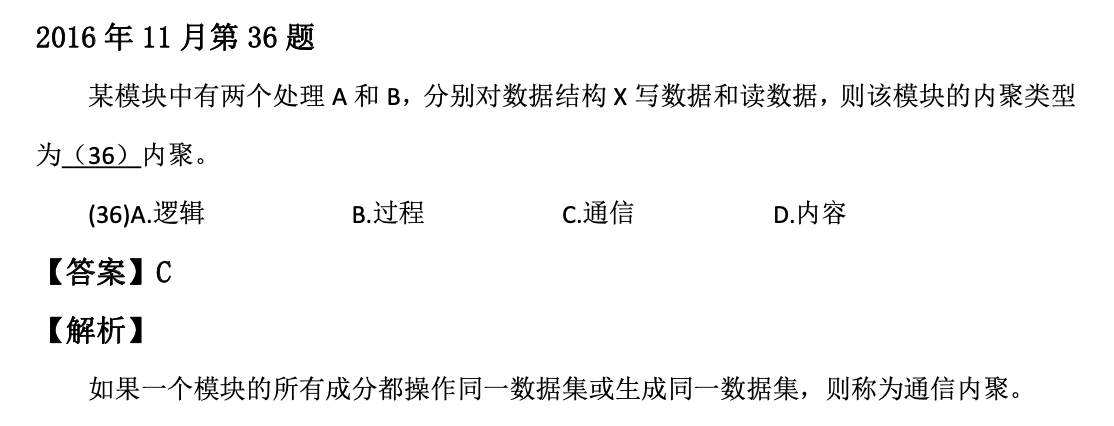 2016 年 11 月第 36 题
某模块中有两个处理 A 和 B，分别对数据结构 X 写数据和读数据，则该模块的内聚类型
为（36）内聚。
(36)A.逻辑 B.过程 C.通信 D.内容
【答案】C
【解析】
如果一个模块的所有成分都操作同一数据集或生成同一数据集，则称为通信内聚。